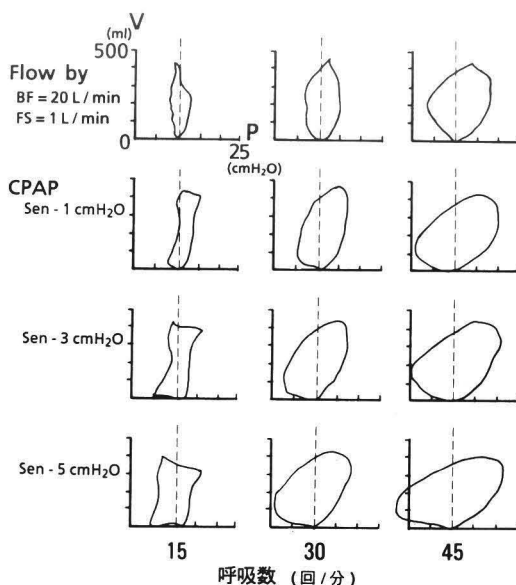 V
(ml)
500
Flow by
BF = 20 L / min
FS = 1 L / min
0
P
25
(cmH₂O)
CPAP
Sen - 1 cmH₂O
Sen - 3 cmH₂O
Sen - 5 cmH₂O
15 30 45
呼吸数 (回/分)